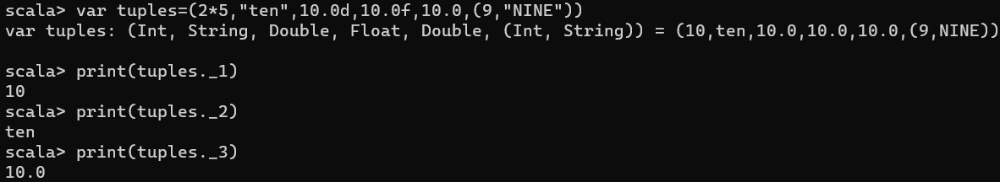 scala> var tuples=(2*5,"ten",10.0d,10.0f,10.0,(9,"NINE"))
var tuples: (Int, String, Double, Float, Double, (Int, String)) = (10,ten,10.0,10.0,10.0,(9,NINE))
scala> print(tuples._1)
10
scala> print(tuples._2)
ten
scala> print(tuples._3)
10.0